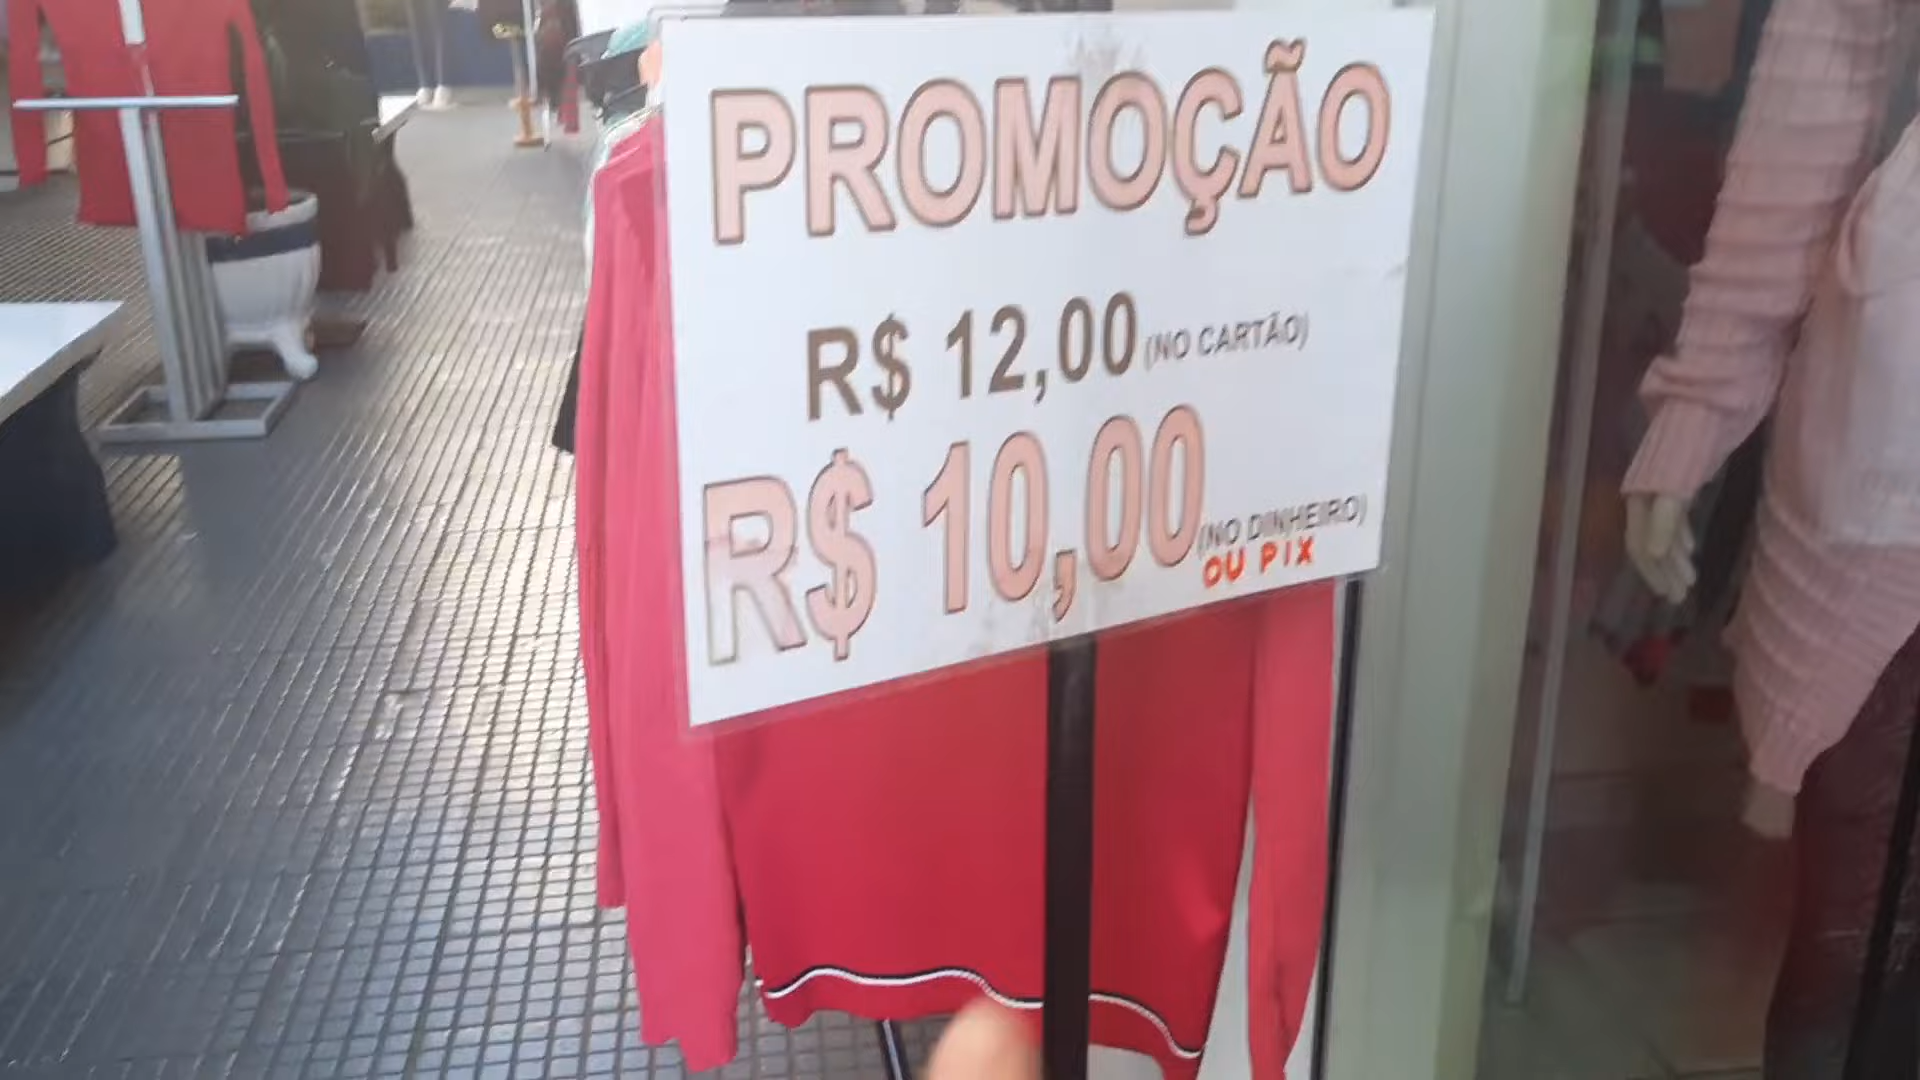 PROMOÇÃO
R$ 12,00 (NO CARTÃO)
R$ 10,00 (NO DINHEIRO)
OU PIX